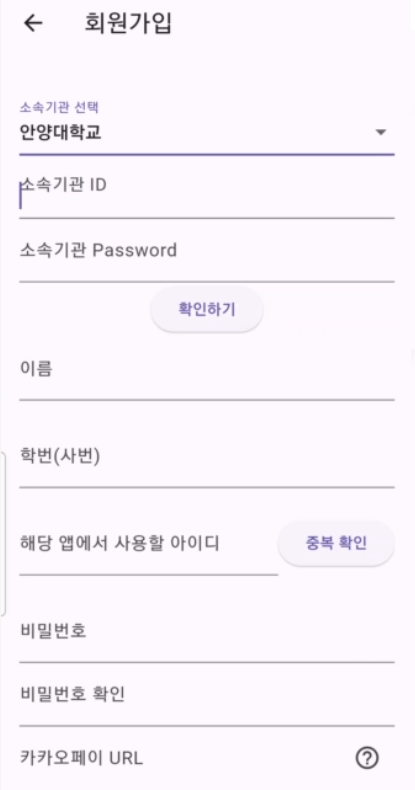 회원가입
소속기관 선택
안양대학교
소속기관 ID
소속기관 Password
확인하기
이름
학번(사번)
해당 앱에서 사용할 아이디
중복 확인
비밀번호
비밀번호 확인
카카오페이 URL